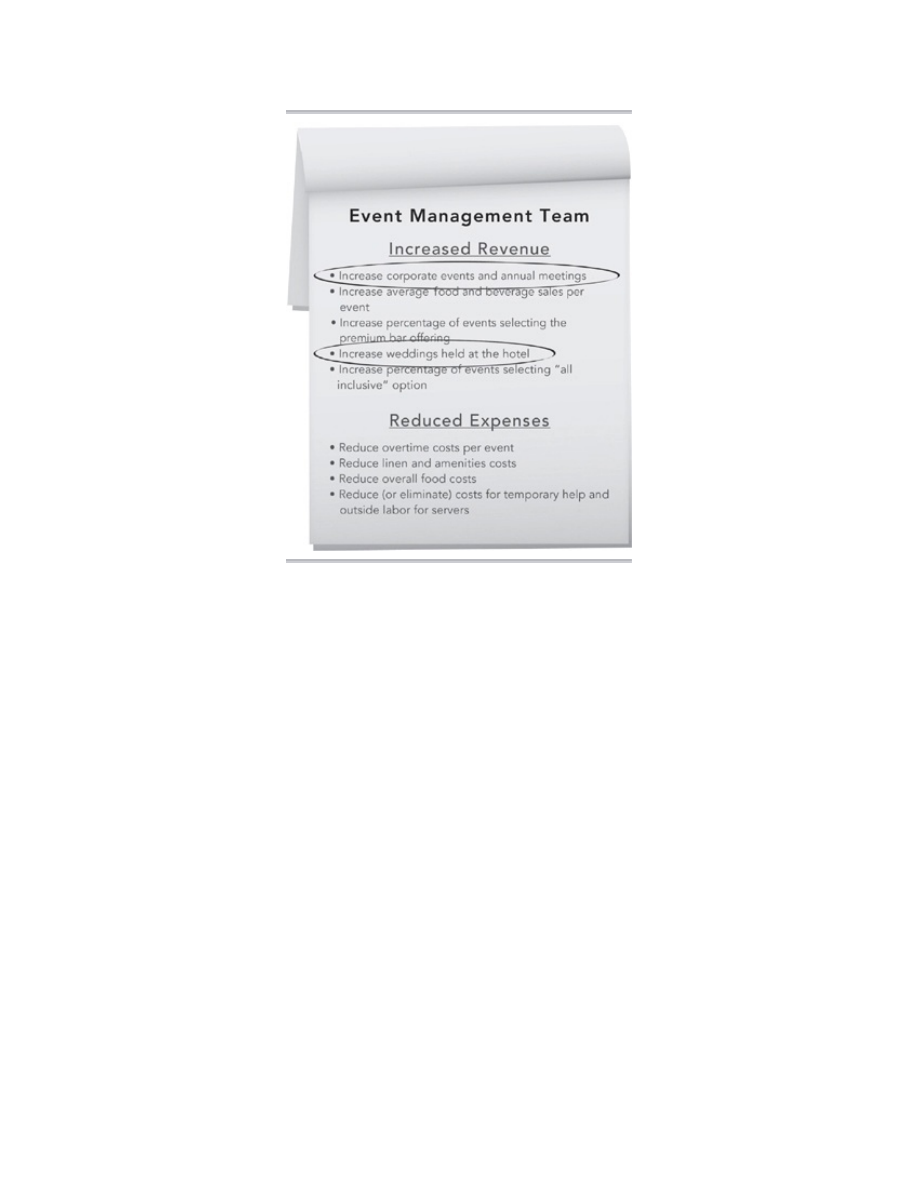 Event Management Team
Increased Revenue
• Increase corporate events and annual meetings
• Increase average food and beverage sales per
event
• Increase percentage of events selecting the
premium bar offering
• Increase weddings held at the hotel
• Increase percentage of events selecting “all
inclusive” option
Reduced Expenses
• Reduce overtime costs per event
• Reduce linen and amenities costs
• Reduce overall food costs
• Reduce (or eliminate) costs for temporary help and
outside labor for servers